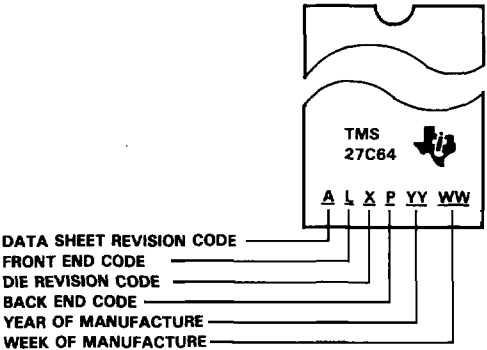 TMS
27C64
A L X P YY WW
DATA SHEET REVISION CODE
FRONT END CODE
DIE REVISION CODE
BACK END CODE
YEAR OF MANUFACTURE
WEEK OF MANUFACTURE